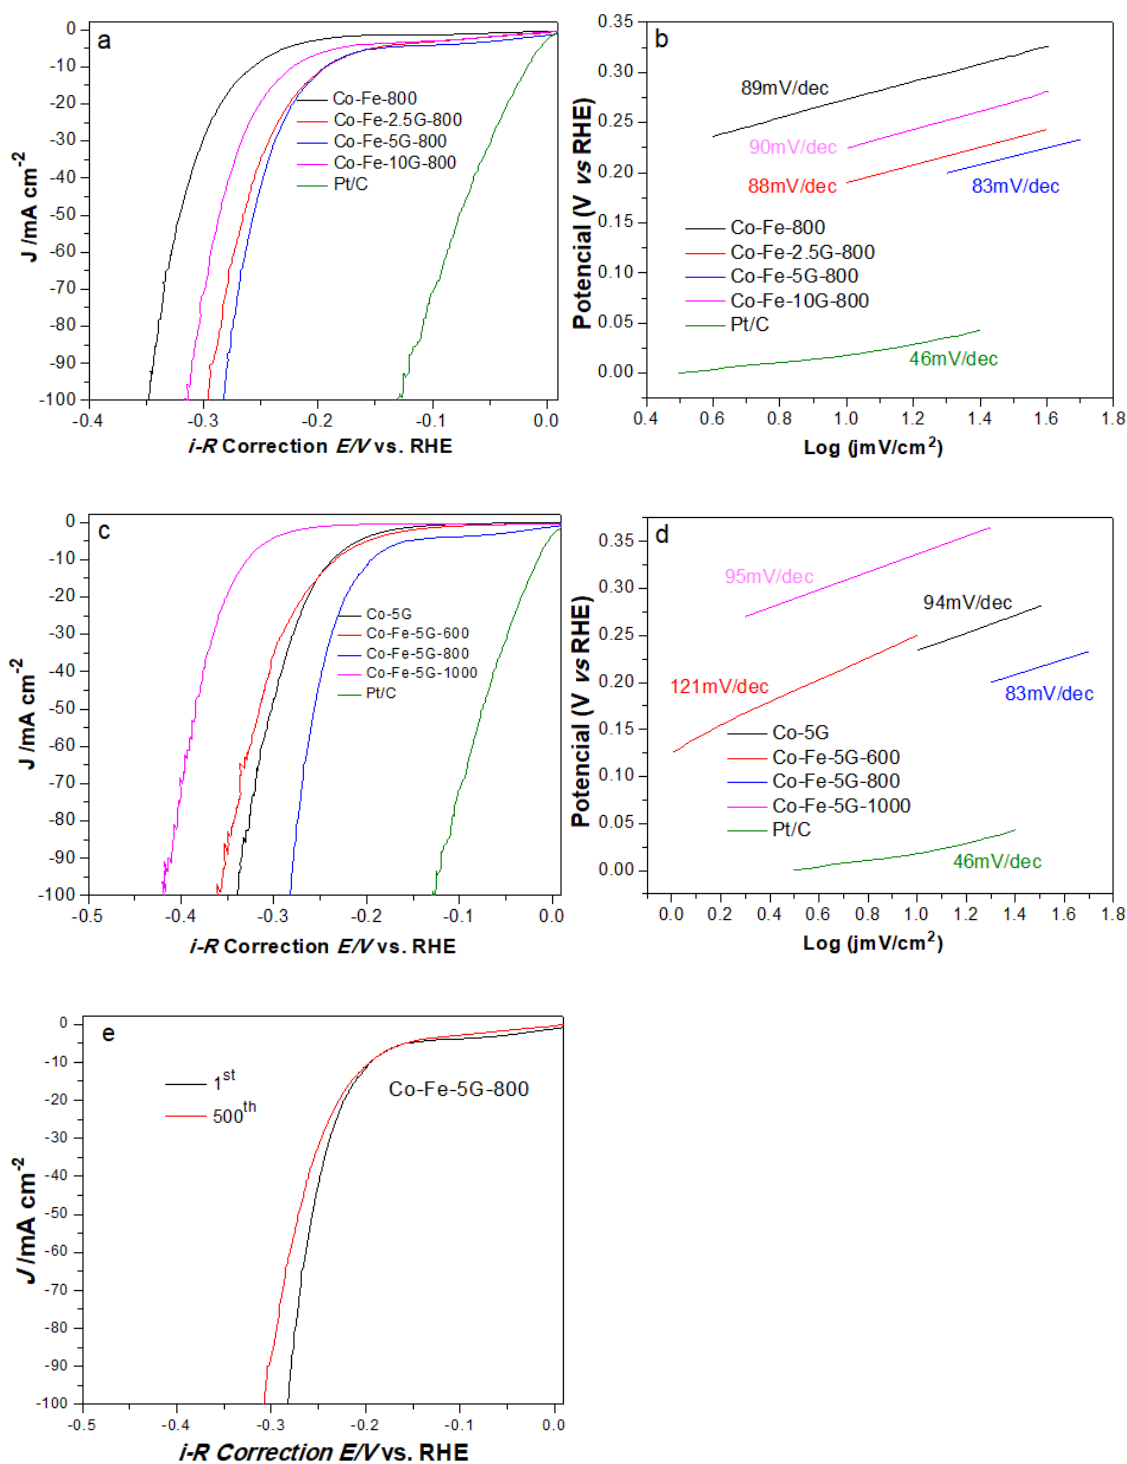 a
0
-10
-20
-30
-40
-50
-60
-70
-80
-90
-100
J /mA cm-2
Co-Fe-800
Co-Fe-2.5G-800
Co-Fe-5G-800
Co-Fe-10G-800
Pt/C
-0.4
-0.3
-0.2
-0.1
0.0
i-R Correction E/V vs. RHE
b
0.35
0.30
0.25
0.20
0.15
0.10
0.05
0.00
Potencial (V vs RHE)
89mV/dec
90mV/dec
88mV/dec
83mV/dec
Co-Fe-800
Co-Fe-2.5G-800
Co-Fe-5G-800
Co-Fe-10G-800
Pt/C
46mV/dec
0.4
0.6
0.8
1.0
1.2
1.4
1.6
1.8
Log (jmV/cm2)
c
0
-10
-20
-30
-40
-50
-60
-70
-80
-90
-100
J /mA cm-2
Co-5G
Co-Fe-5G-600
Co-Fe-5G-800
Co-Fe-5G-1000
Pt/C
-0.5
-0.4
-0.3
-0.2
-0.1
0.0
i-R Correction E/V vs. RHE
d
0.35
0.30
0.25
0.20
0.15
0.10
0.05
0.00
Potencial (V vs RHE)
95mV/dec
94mV/dec
121mV/dec
83mV/dec
Co-5G
Co-Fe-5G-600
Co-Fe-5G-800
Co-Fe-5G-1000
Pt/C
46mV/dec
0.0
0.2
0.4
0.6
0.8
1.0
1.2
1.4
1.6
1.8
Log (jmV/cm2)
e
0
-10
-20
-30
-40
-50
-60
-70
-80
-90
-100
J /mA cm-2
1st
500th
Co-Fe-5G-800
-0.5
-0.4
-0.3
-0.2
-0.1
0.0
i-R Correction E/V vs. RHE